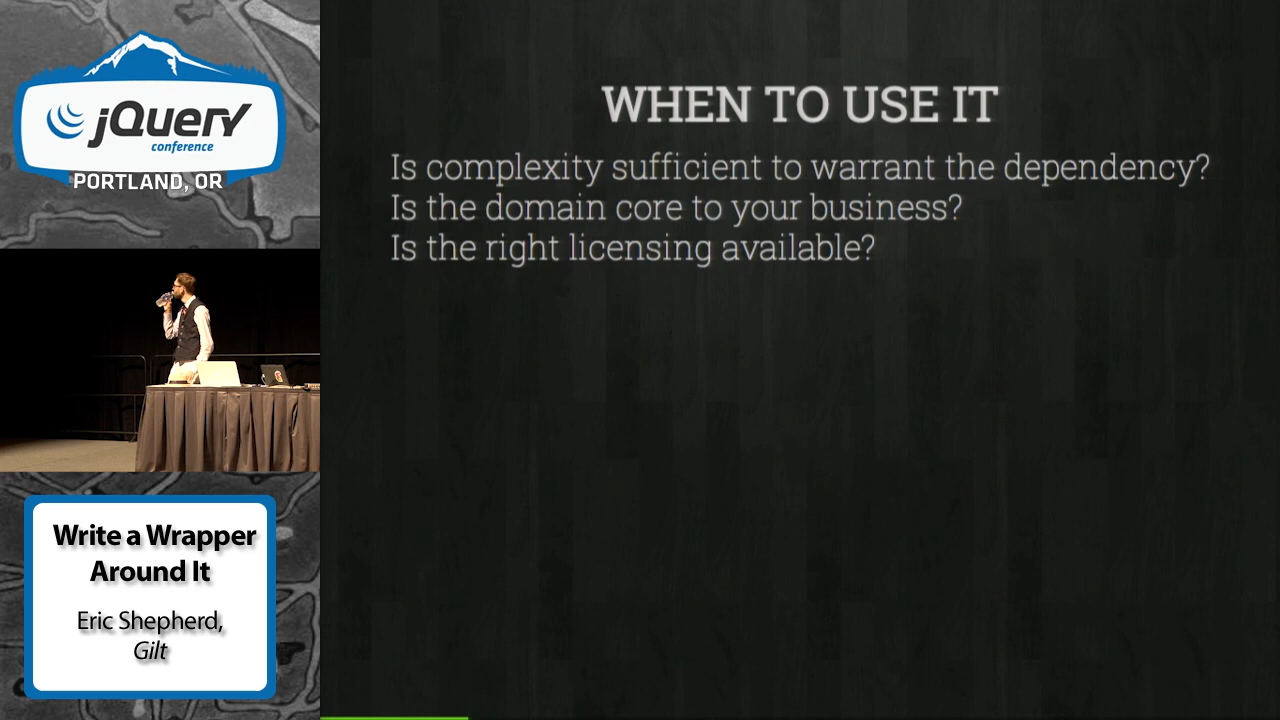 jQuery
conference
PORTLAND, OR
WHEN TO USE IT
Is complexity sufficient to warrant the dependency?
Is the domain core to your business?
Is the right licensing available?
Write a Wrapper
Around It
Eric Shepherd,
Gilt